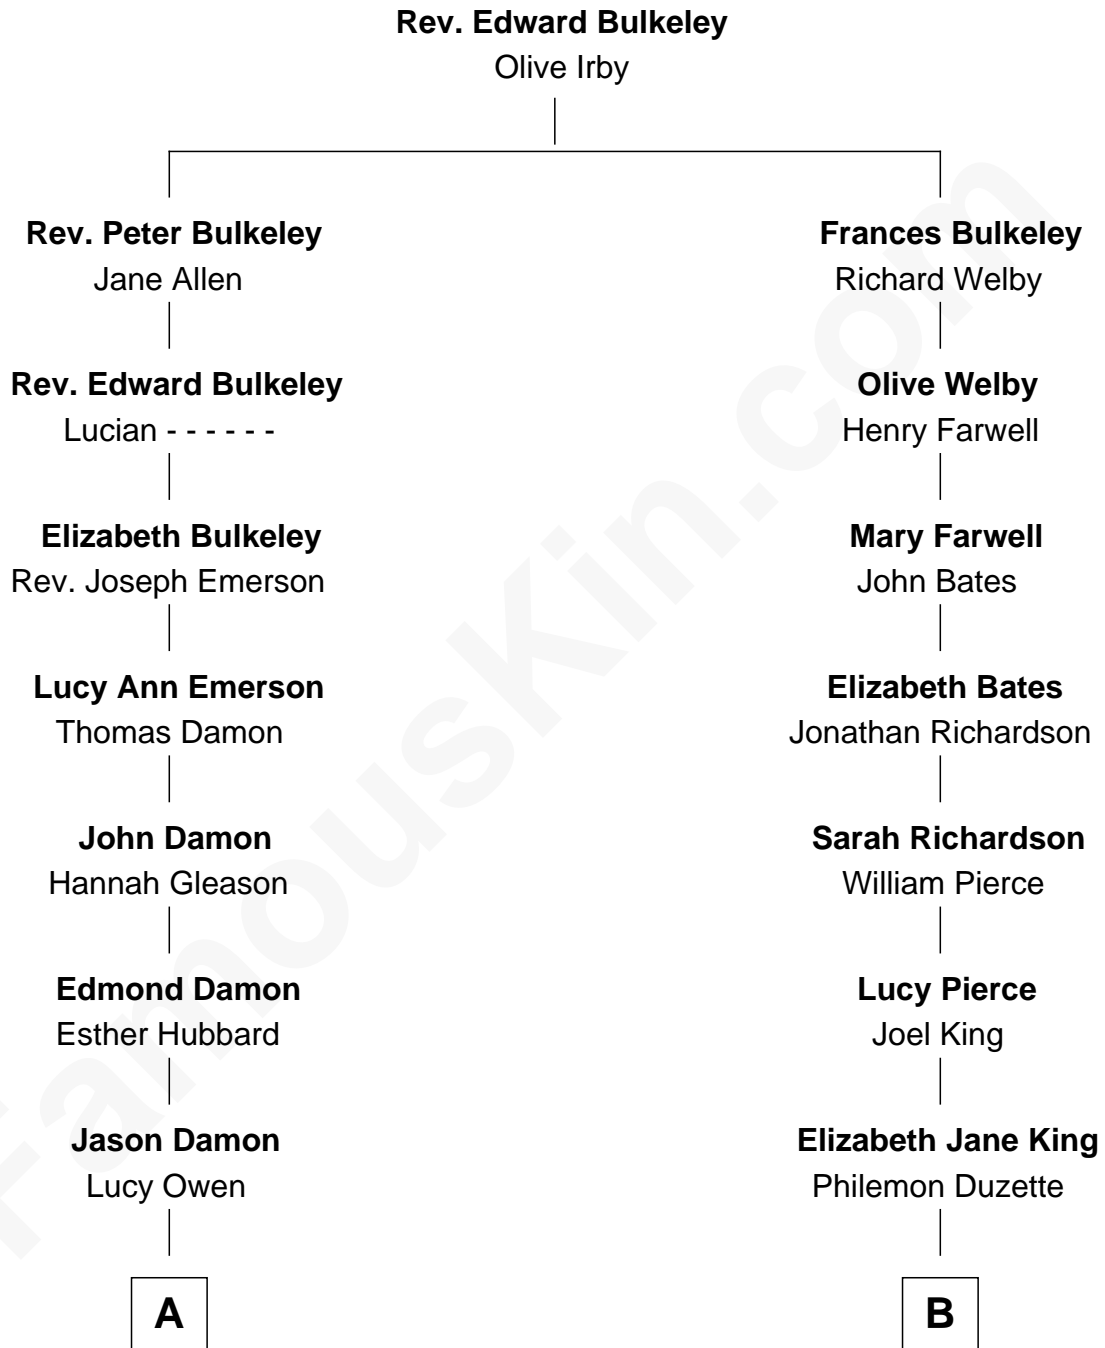 Rev. Edward Bulkeley
Olive Irby
Rev. Peter Bulkeley
Jane Allen
Rev. Edward Bulkeley
Lucian - - - - - -
Elizabeth Bulkeley
Rev. Joseph Emerson
Lucy Ann Emerson
Thomas Damon
John Damon
Hannah Gleason
Edmond Damon
Esther Hubbard
Jason Damon
Lucy Owen
A
Frances Bulkeley
Richard Welby
Olive Welby
Henry Farwell
Mary Farwell
John Bates
Elizabeth Bates
Jonathan Richardson
Sarah Richardson
William Pierce
Lucy Pierce
Joel King
Elizabeth Jane King
Philemon Duzette
B
FamousKin.com